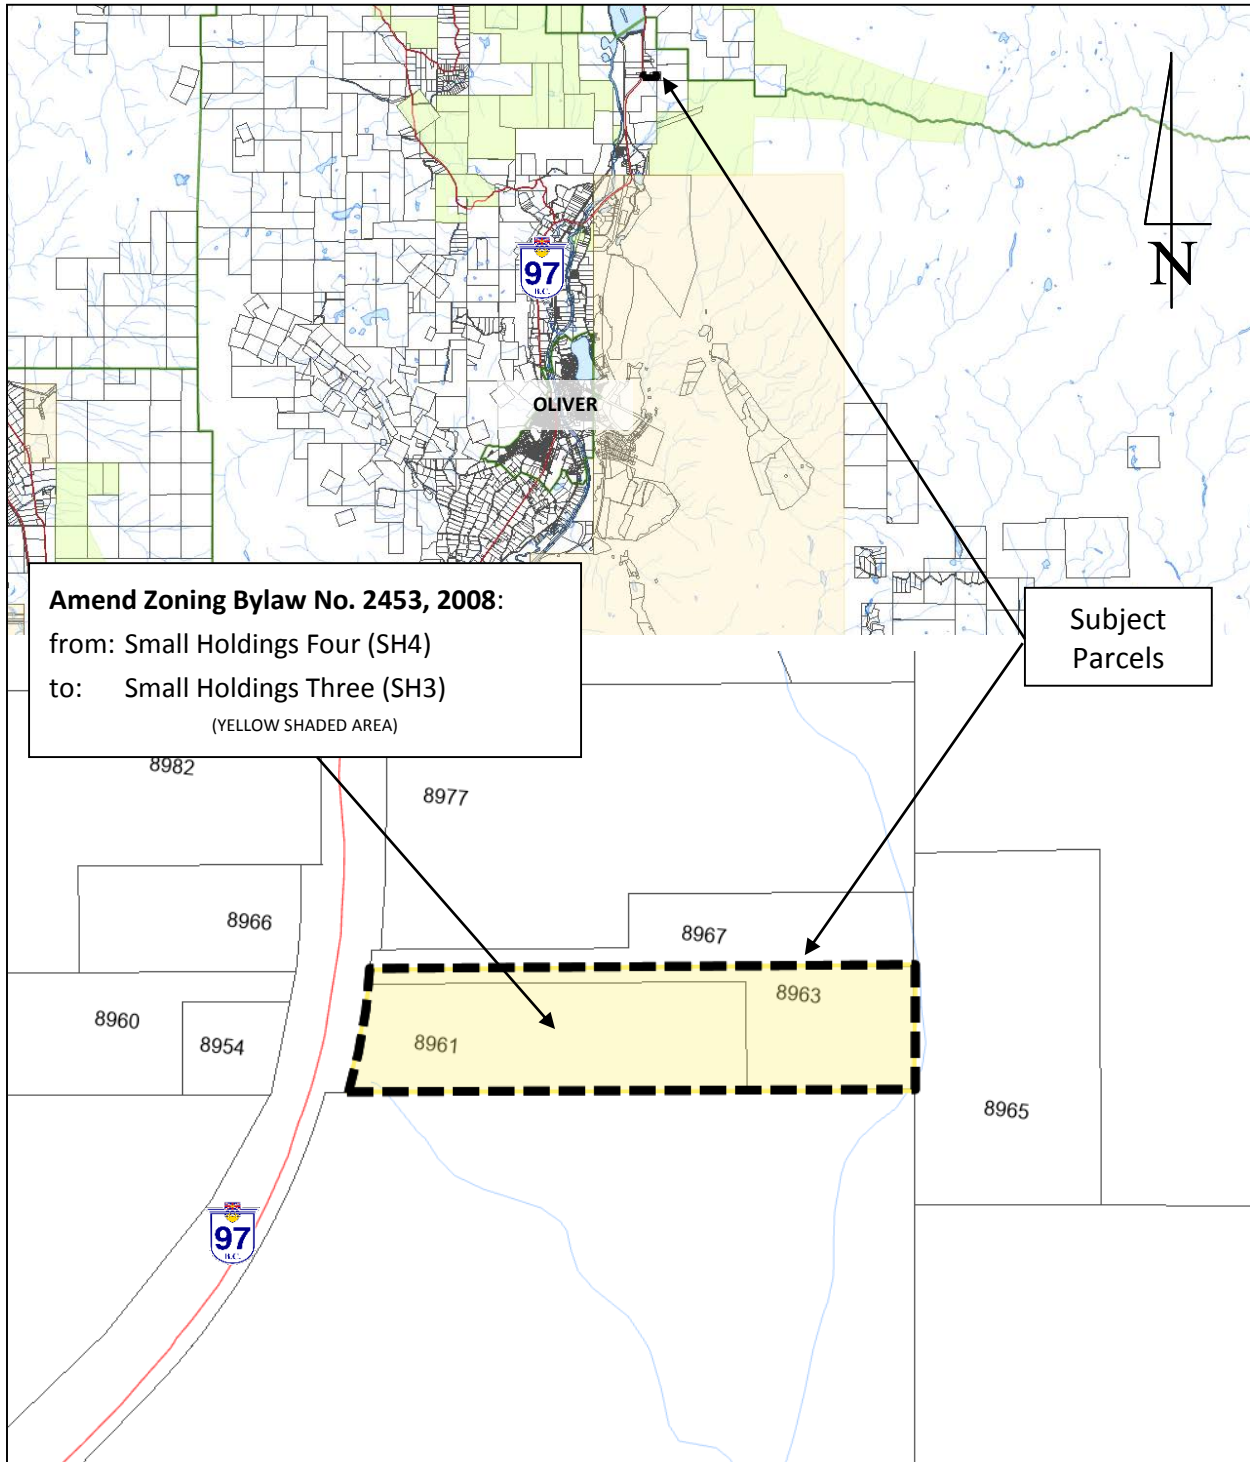 N
97
B.C.
OLIVER
Amend Zoning Bylaw No. 2453, 2008:
from: Small Holdings Four (SH4)
to: Small Holdings Three (SH3)
(YELLOW SHADED AREA)
Subject
Parcels
8982
8977
8966
8967
8963
8960
8954
8961
8965
97
B.C.